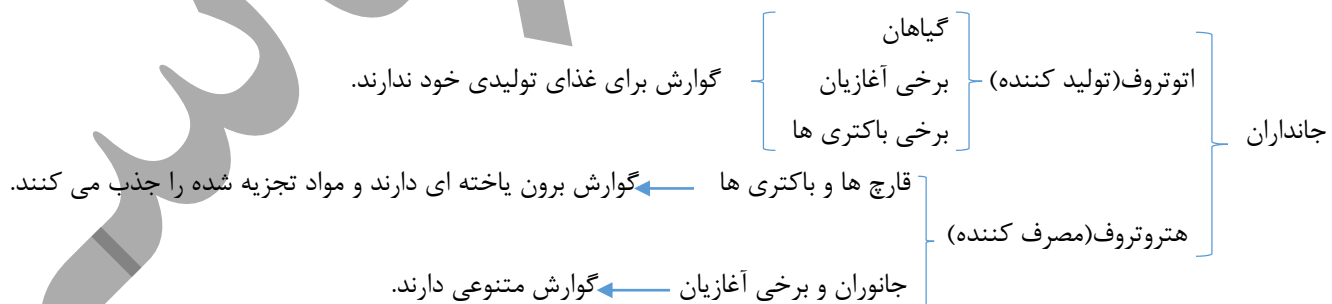 گیاهان
اتوتروف(تولید کننده) برخی آغازیان گوارش برای غذای تولیدی خود ندارند.
جانداران برخی باکتری ها
قارچ ها و باکتری ها گوارش برون یاخته ای دارند و مواد تجزیه شده را جذب می کنند.
هتروتروف(مصرف کننده)
جانوران و برخی آغازیان گوارش متنوعی دارند.